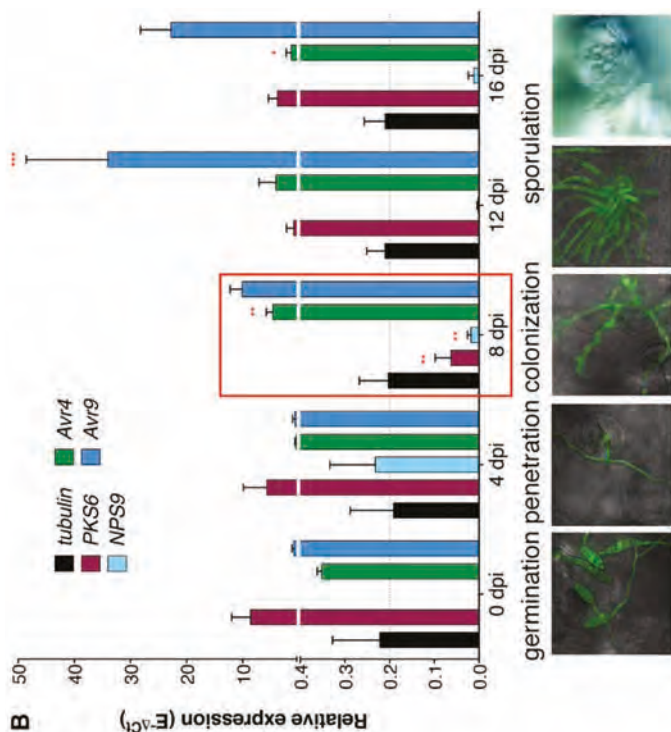 B
Relative expression (E^-ΔCt)
50
40
30
20
10
0.4
0.3
0.2
0.1
0.0
tubulin
PKS6
NPS9
Avr4
Avr9
***
**
**
**
*
0 dpi
4 dpi
8 dpi
12 dpi
16 dpi
germination penetration colonization sporulation